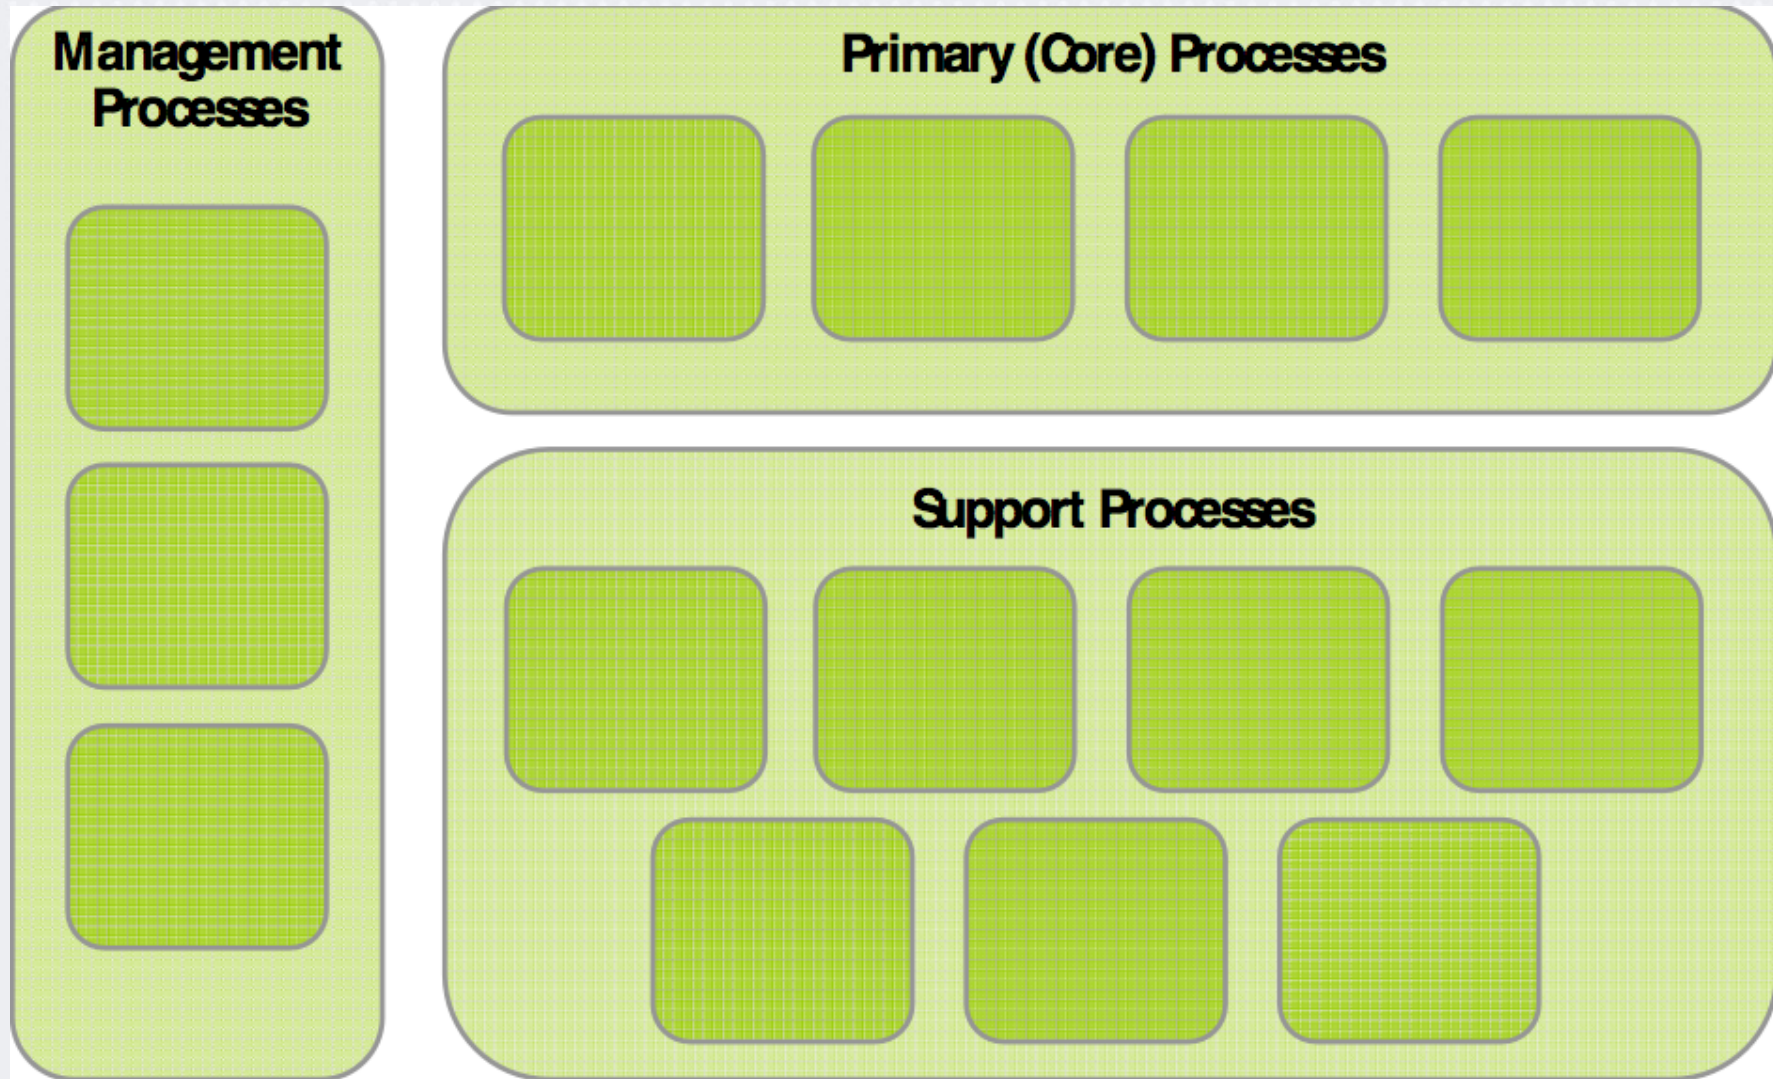 Management
Processes
Primary (Core) Processes
Support Processes